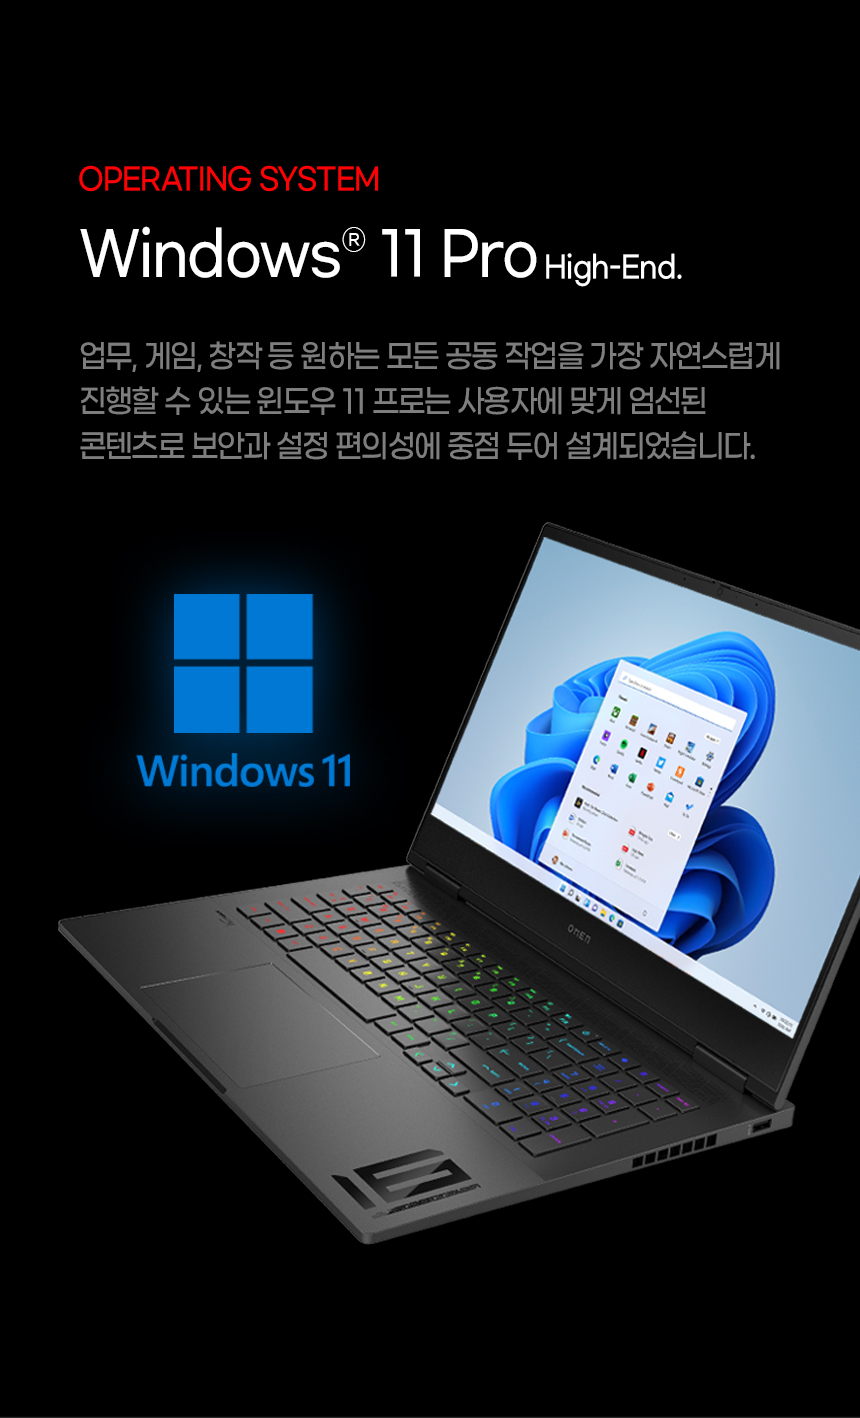 OPERATING SYSTEM
Windows® 11 Pro High-End.
업무, 게임, 창작 등 원하는 모든 공동 작업을 가장 자연스럽게
진행할 수 있는 윈도우 11 프로는 사용자에 맞게 엄선된
콘텐츠로 보안과 설정 편의성에 중점 두어 설계되었습니다.
Windows 11
OMEN
16